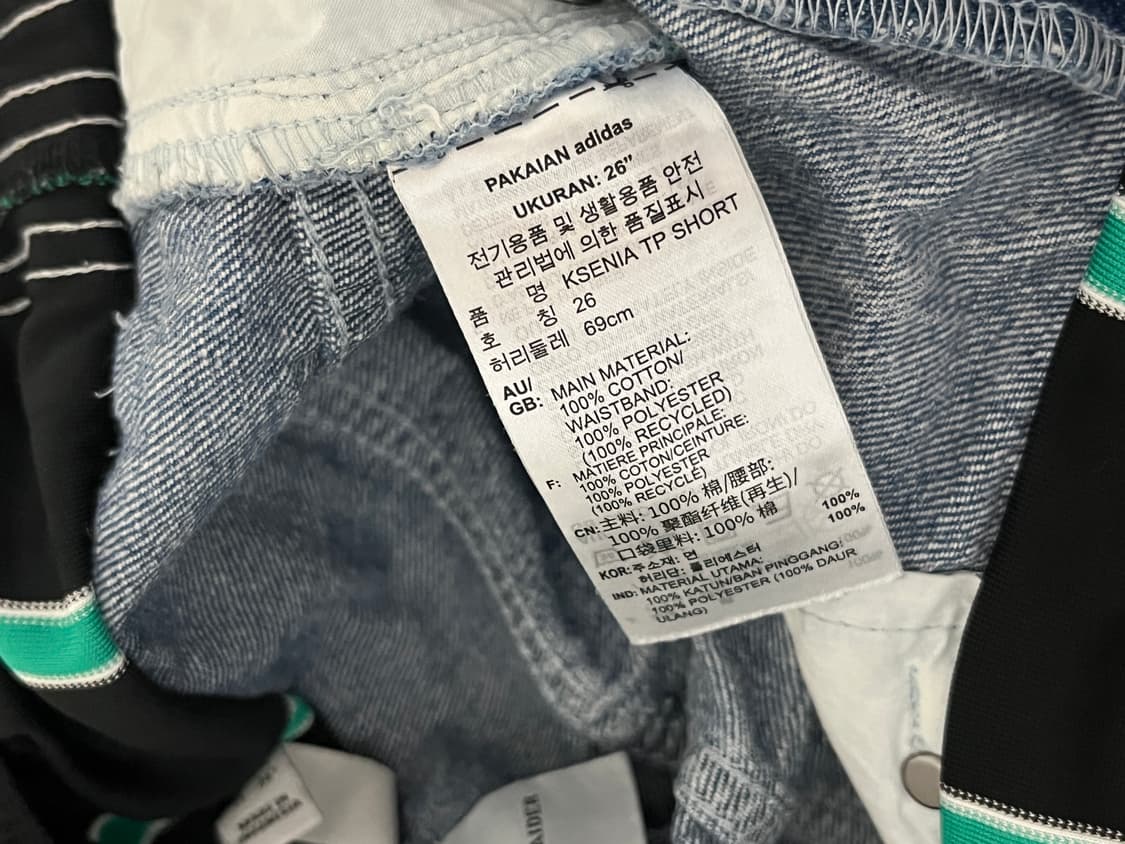 PAKAIAN adidas
UKURAN: 26"
전기용품 및 생활용품 안전
관리법에 의한 품질표시
품 명 KSENIA TP SHORT
호 칭 26
허리둘레 69cm
AU/
GB: MAIN MATERIAL:
100% COTTON/
WAISTBAND:
100% POLYESTER
(100% RECYCLED)
F: MATIERE PRINCIPALE:
100% COTON/CEINTURE:
100% POLYESTER
(100% RECYCLÉ)
CN: 主料: 100% 棉/腰部:
100% 聚酯纤维(再生)/
口袋里料: 100% 棉
KOR: 주소재: 면 100%
허리단: 폴리에스터 100%
IND: MATERIAL UTAMA:
100% KATUN/BAN PINGGANG:
100% POLYESTER (100% DAUR
ULANG)
MADE IN
INDONESIA